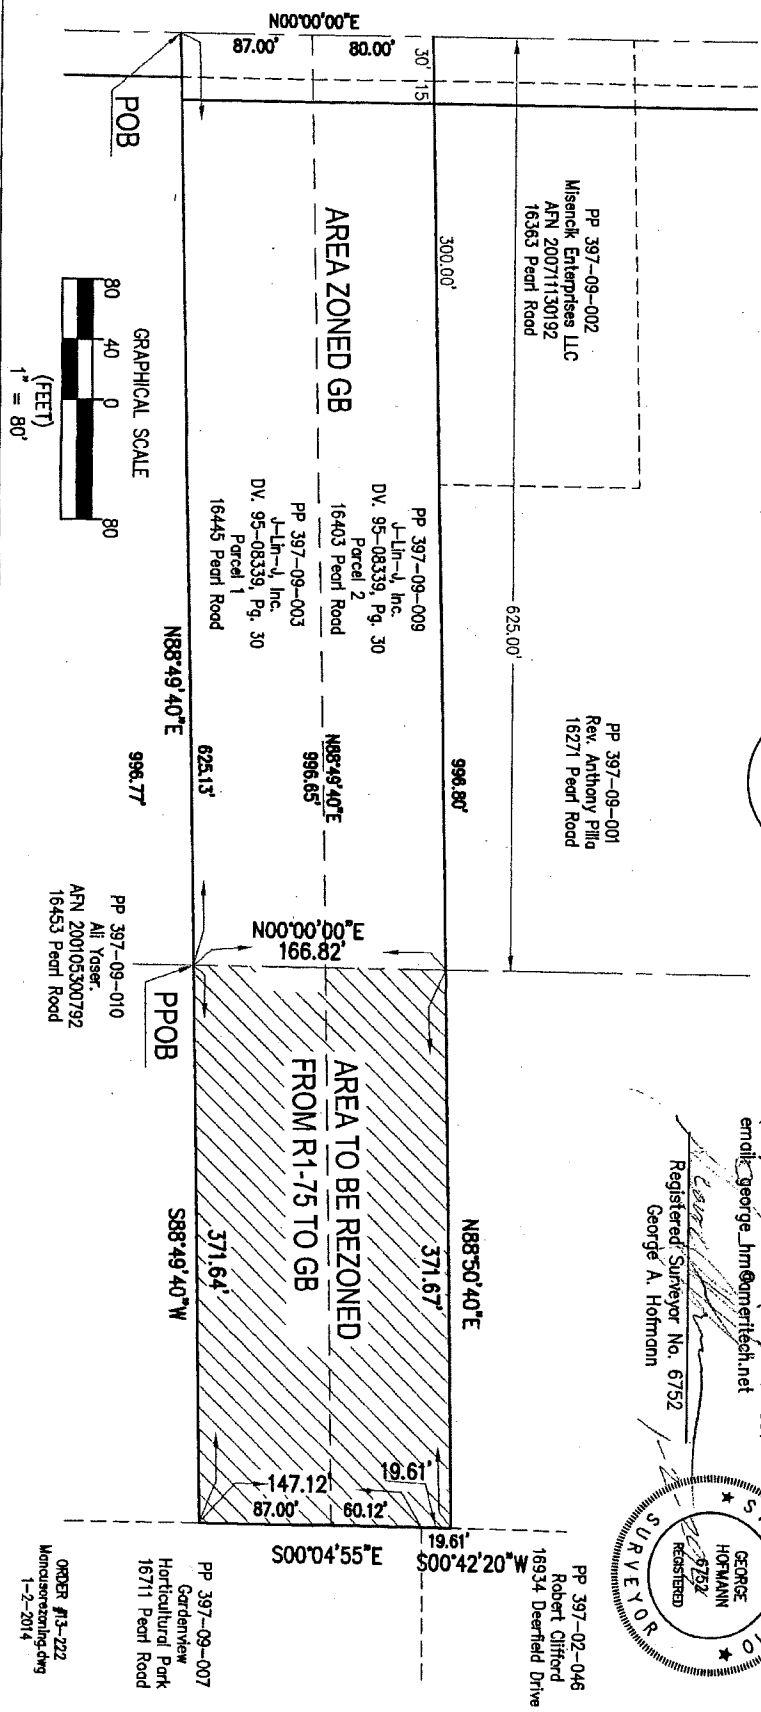 N00°00'00"E
87.00'
80.00'
30'
15'
POB
PP 397-09-002
Misencik Enterprises LLC
AFN 200711130192
16363 Pearl Road
300.00'
AREA ZONED GB
GRAPHICAL SCALE
80
40
0
80
(FEET)
1" = 80'
PP 397-09-009
J-Lin-J, Inc.
DV. 95-08339, Pg. 30
Parcel 2
16403 Pearl Road
PP 397-09-003
J-Lin-J, Inc.
DV. 95-08339, Pg. 30
Parcel 1
16445 Pearl Road
625.00'
PP 397-09-001
Rev. Anthony Pilla
16271 Pearl Road
N88°49'40"E
996.77'
625.13'
N88°49'40"E
996.65'
996.80'
N00°00'00"E
166.82'
PPOB
PP 397-09-010
Ali Yaser.
AFN 200105300792
16453 Pearl Road
AREA TO BE REZONED
FROM R1-75 TO GB
N88°50'40"E
371.67'
371.64'
S88°49'40"W
email: george_hm@ameritech.net
Registered Surveyor No. 6752
George A. Hofmann
GEORGE
HOFMANN
6752
REGISTERED
SURVEYOR
147.12'
19.61'
87.00'
60.12'
19.61'
S00°04'55"E
S00°42'20"W
PP 397-02-046
Robert Clifford
16934 Deerfield Drive
PP 397-09-007
Gardenview
Horticultural Park
16711 Pearl Road
ORDER #13-222
Mancusorezoning.dwg
1-2-2014